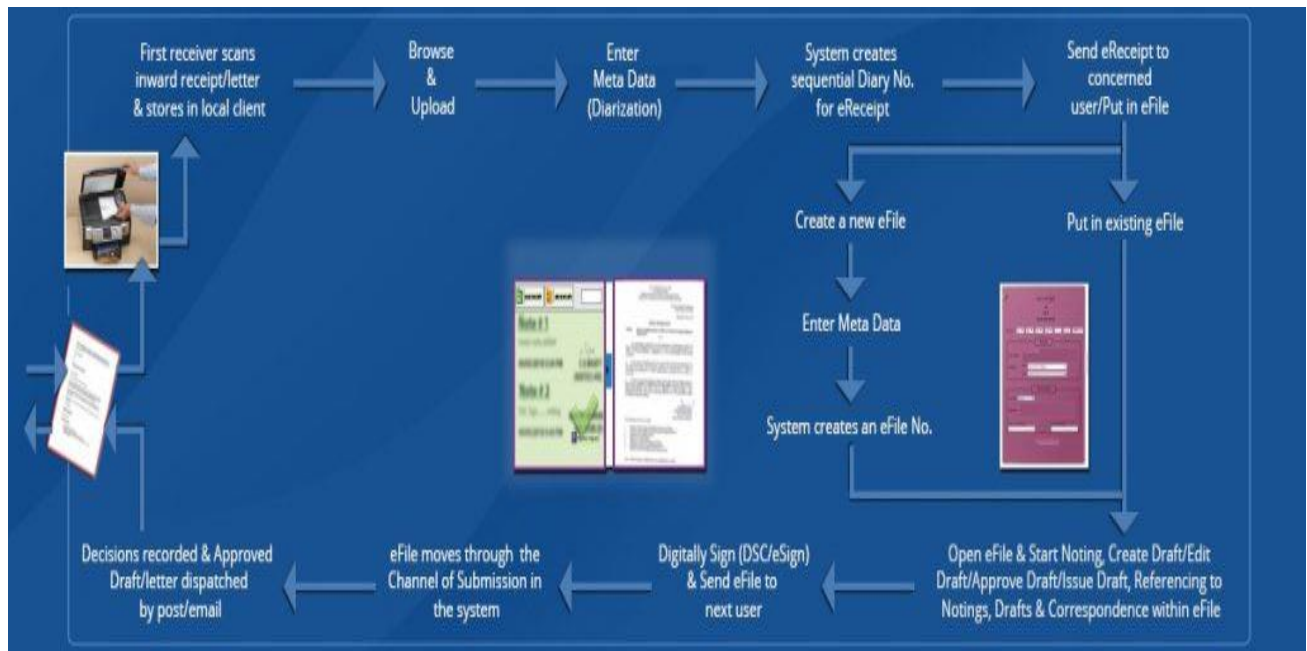 First receiver scans
inward receipt/letter
& stores in local client
Browse
&
Upload
Enter
Meta Data
(Diarization)
System creates
sequential Diary No.
for eReceipt
Send eReceipt to
concerned
user/Put in eFile
Create a new eFile
Put in existing eFile
Enter Meta Data
System creates an eFile No.
Note # 1
Note # 2
Open eFile & Start Noting, Create Draft/Edit
Draft/Approve Draft/Issue Draft, Referencing to
Notings, Drafts & Correspondence within eFile
Digitally Sign (DSC/eSign)
& Send eFile to
next user
eFile moves through the
Channel of Submission in
the system
Decisions recorded & Approved
Draft/letter dispatched
by post/email